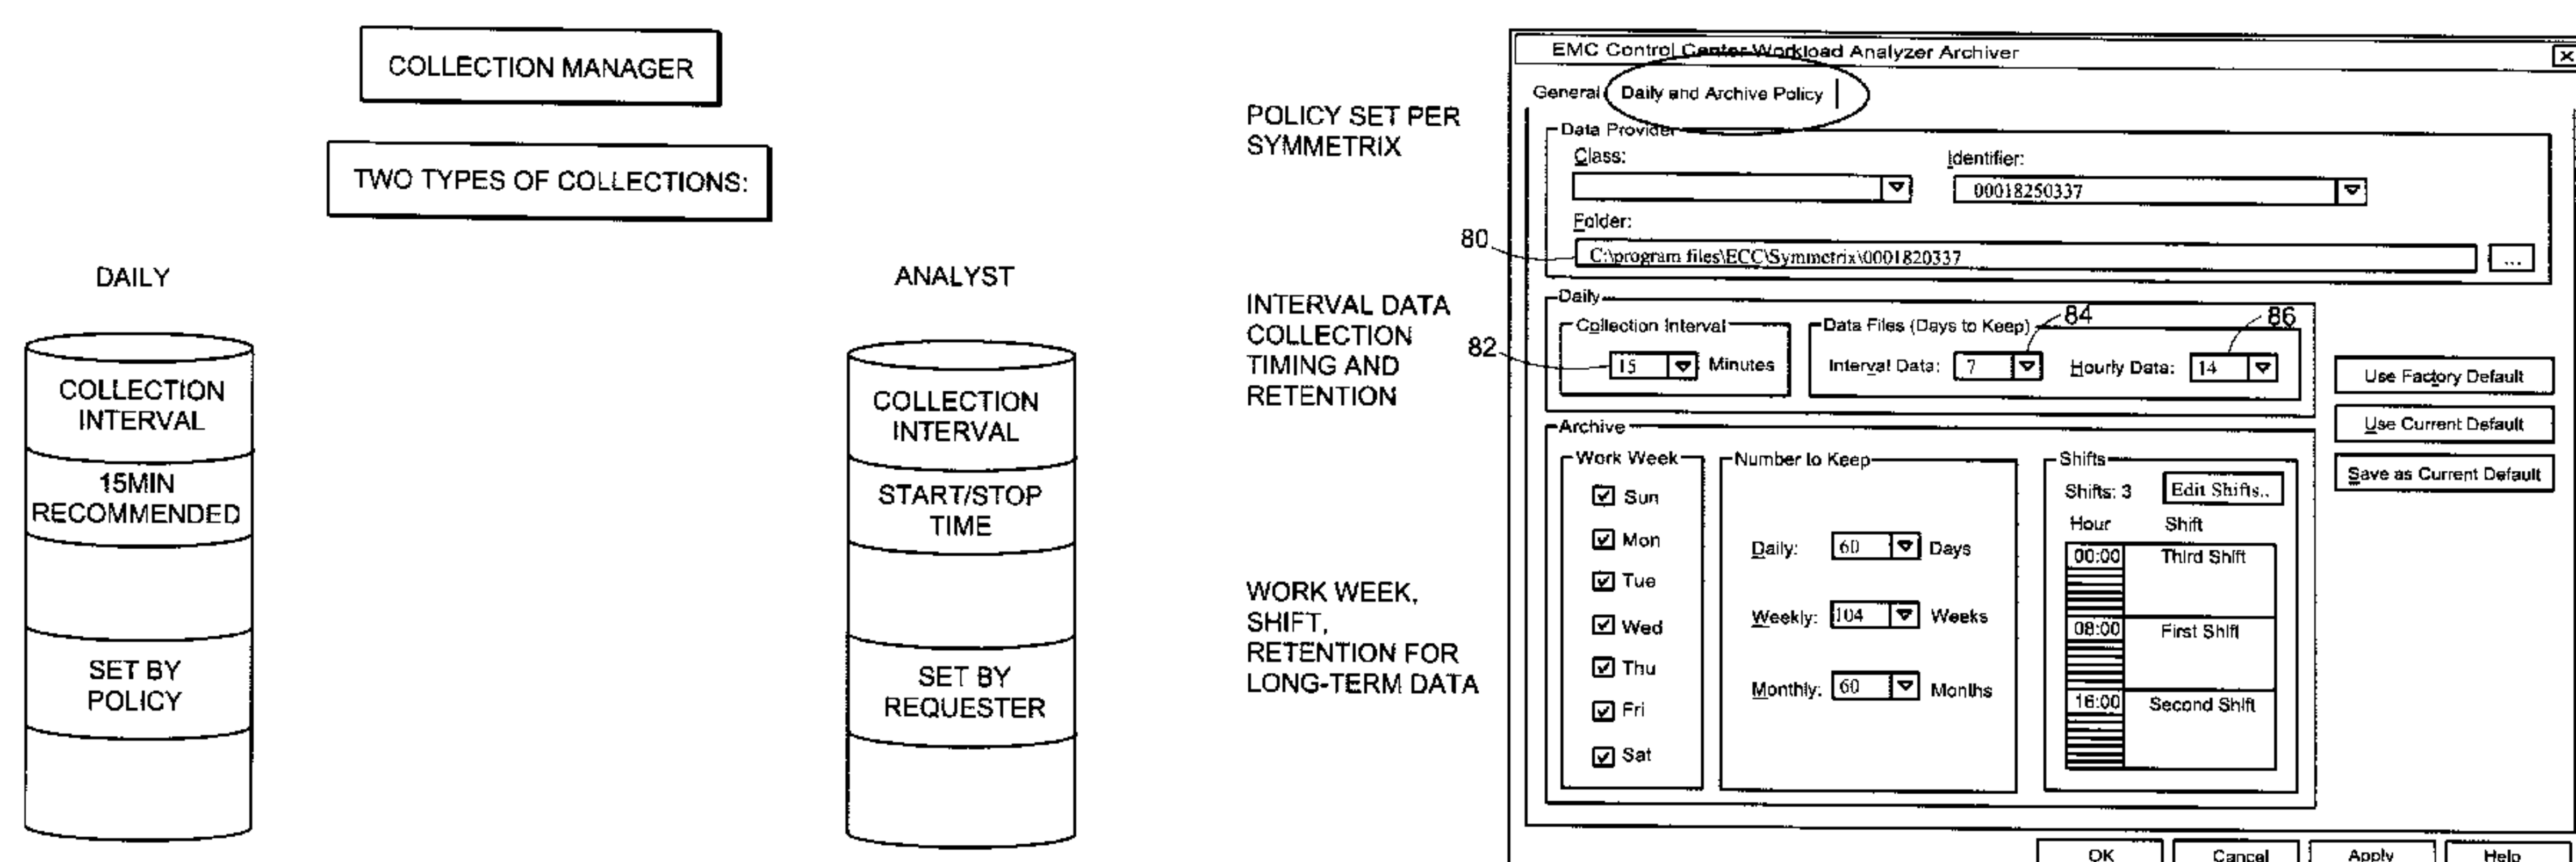 COLLECTION MANAGER
TWO TYPES OF COLLECTIONS:
DAILY
COLLECTION
INTERVAL
15MIN
RECOMMENDED
SET BY
POLICY
ANALYST
COLLECTION
INTERVAL
START/STOP
TIME
SET BY
REQUESTER
POLICY SET PER
SYMMETRIX
INTERVAL DATA
COLLECTION
TIMING AND
RETENTION
WORK WEEK,
SHIFT,
RETENTION FOR
LONG-TERM DATA
EMC Control Center Workload Analyzer Archiver
General Daily and Archive Policy
Data Provider
Class: Identifier:
00018250337
Folder:
80
C:\program files\ECC\Symmetrix\0001820337
...
Daily
Collection Interval
82
15 Minutes
Data Files (Days to Keep) 84 86
Interval Data: 7 Hourly Data: 14
Use Factory Default
Use Current Default
Save as Current Default
Archive
Work Week
Sun
Mon
Tue
Wed
Thu
Fri
Sat
Number to Keep
Daily: 60 Days
Weekly: 104 Weeks
Monthly: 60 Months
Shifts
Shifts: 3 Edit Shifts..
Hour Shift
00:00 Third Shift
08:00 First Shift
16:00 Second Shift
OK Cancel Apply Help